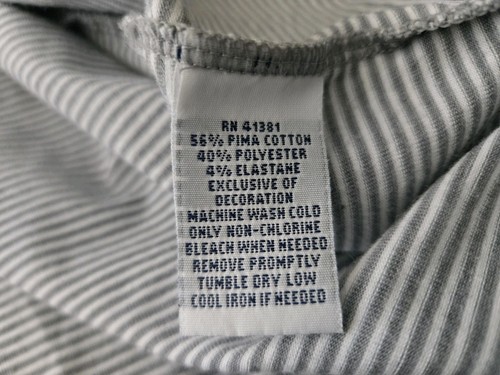 RN 41381
56% PIMA COTTON
40% POLYESTER
4% ELASTANE
EXCLUSIVE OF
DECORATION
MACHINE WASH COLD
ONLY NON-CHLORINE
BLEACH WHEN NEEDED
REMOVE PROMPTLY
TUMBLE DRY LOW
COOL IRON IF NEEDED